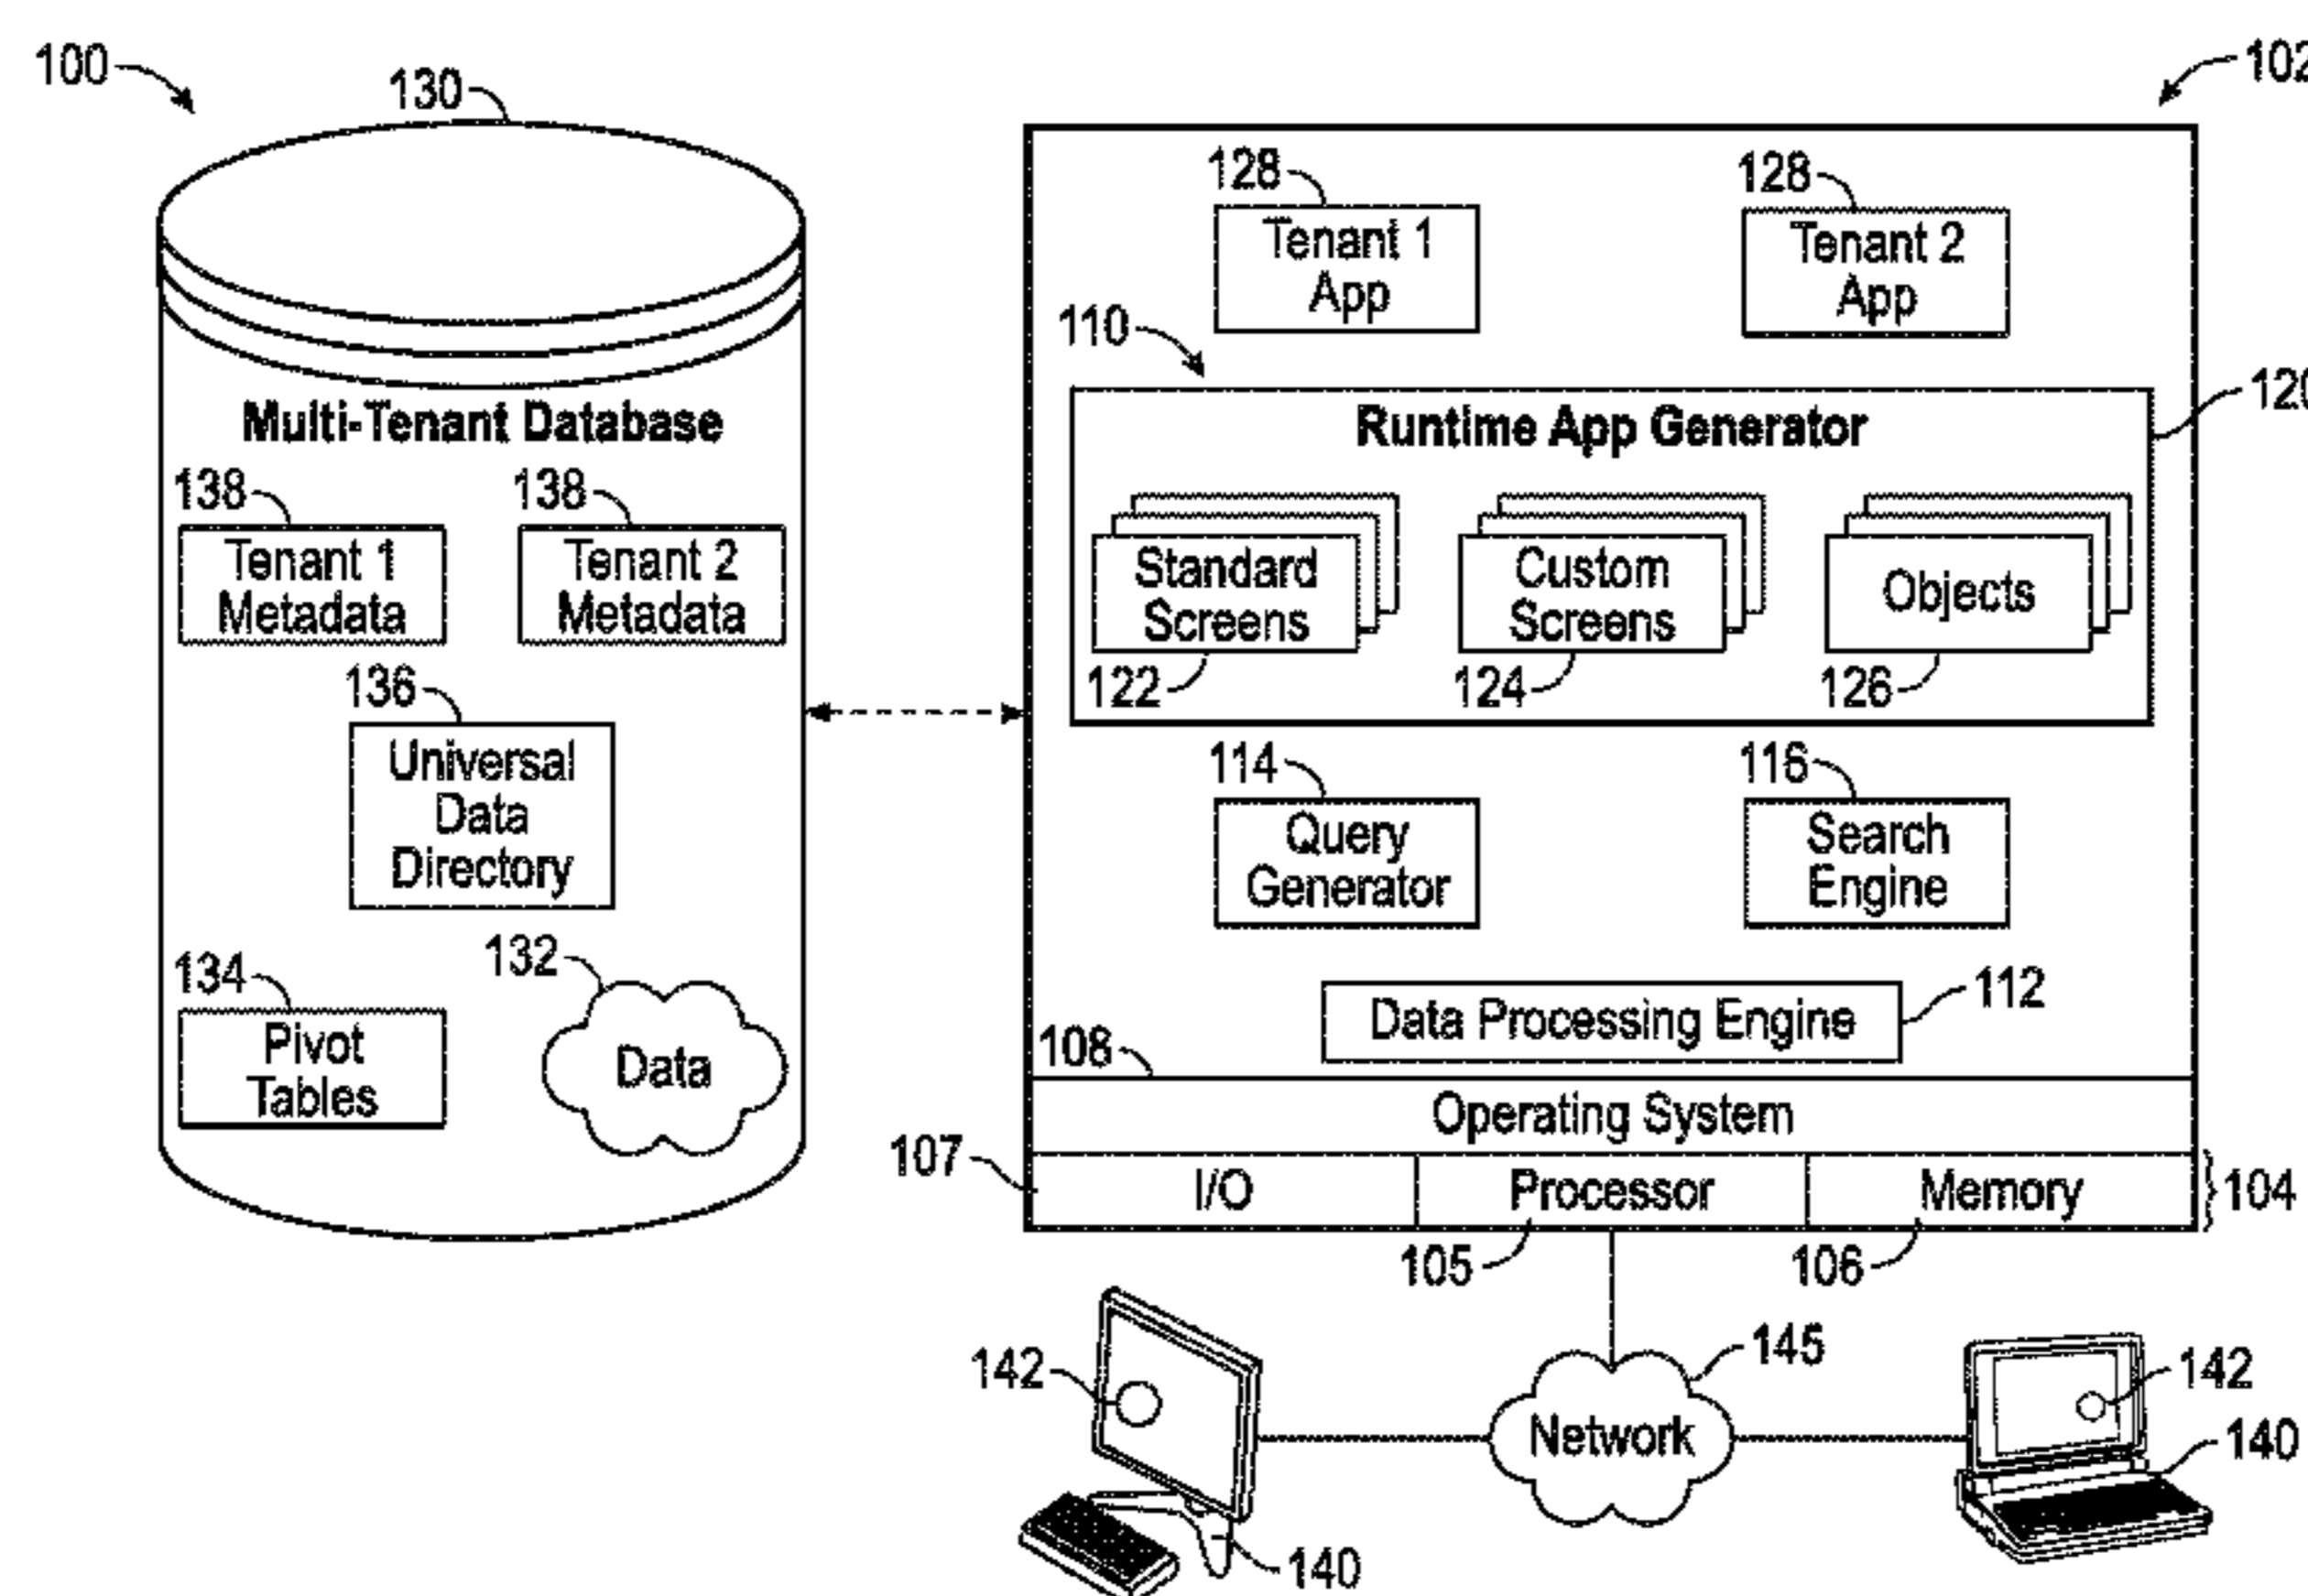 100
130
102
128
128
Tenant 1
App
Tenant 2
App
110
120
Multi-Tenant Database
Runtime App Generator
138
138
Tenant 1
Metadata
Tenant 2
Metadata
Standard
Screens
Custom
Screens
Objects
122
124
126
136
Universal
Data
Directory
114
116
Query
Generator
Search
Engine
134
132
Pivot
Tables
Data
112
Data Processing Engine
108
Operating System
107
I/O
Processor
Memory
104
105
106
142
145
142
Network
140
140